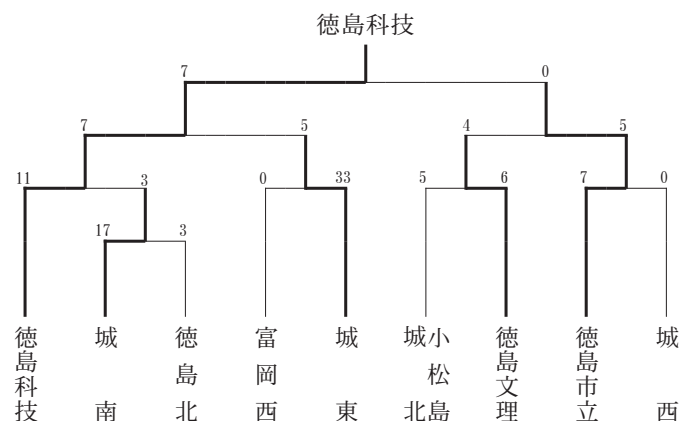 徳島科技
7 0
7 5 4 5
11 3 0 33 5 6 7 0
17 3
徳島科技
城南
徳島北
富岡西
城東
城北
小松島
徳島文理
徳島市立
城西